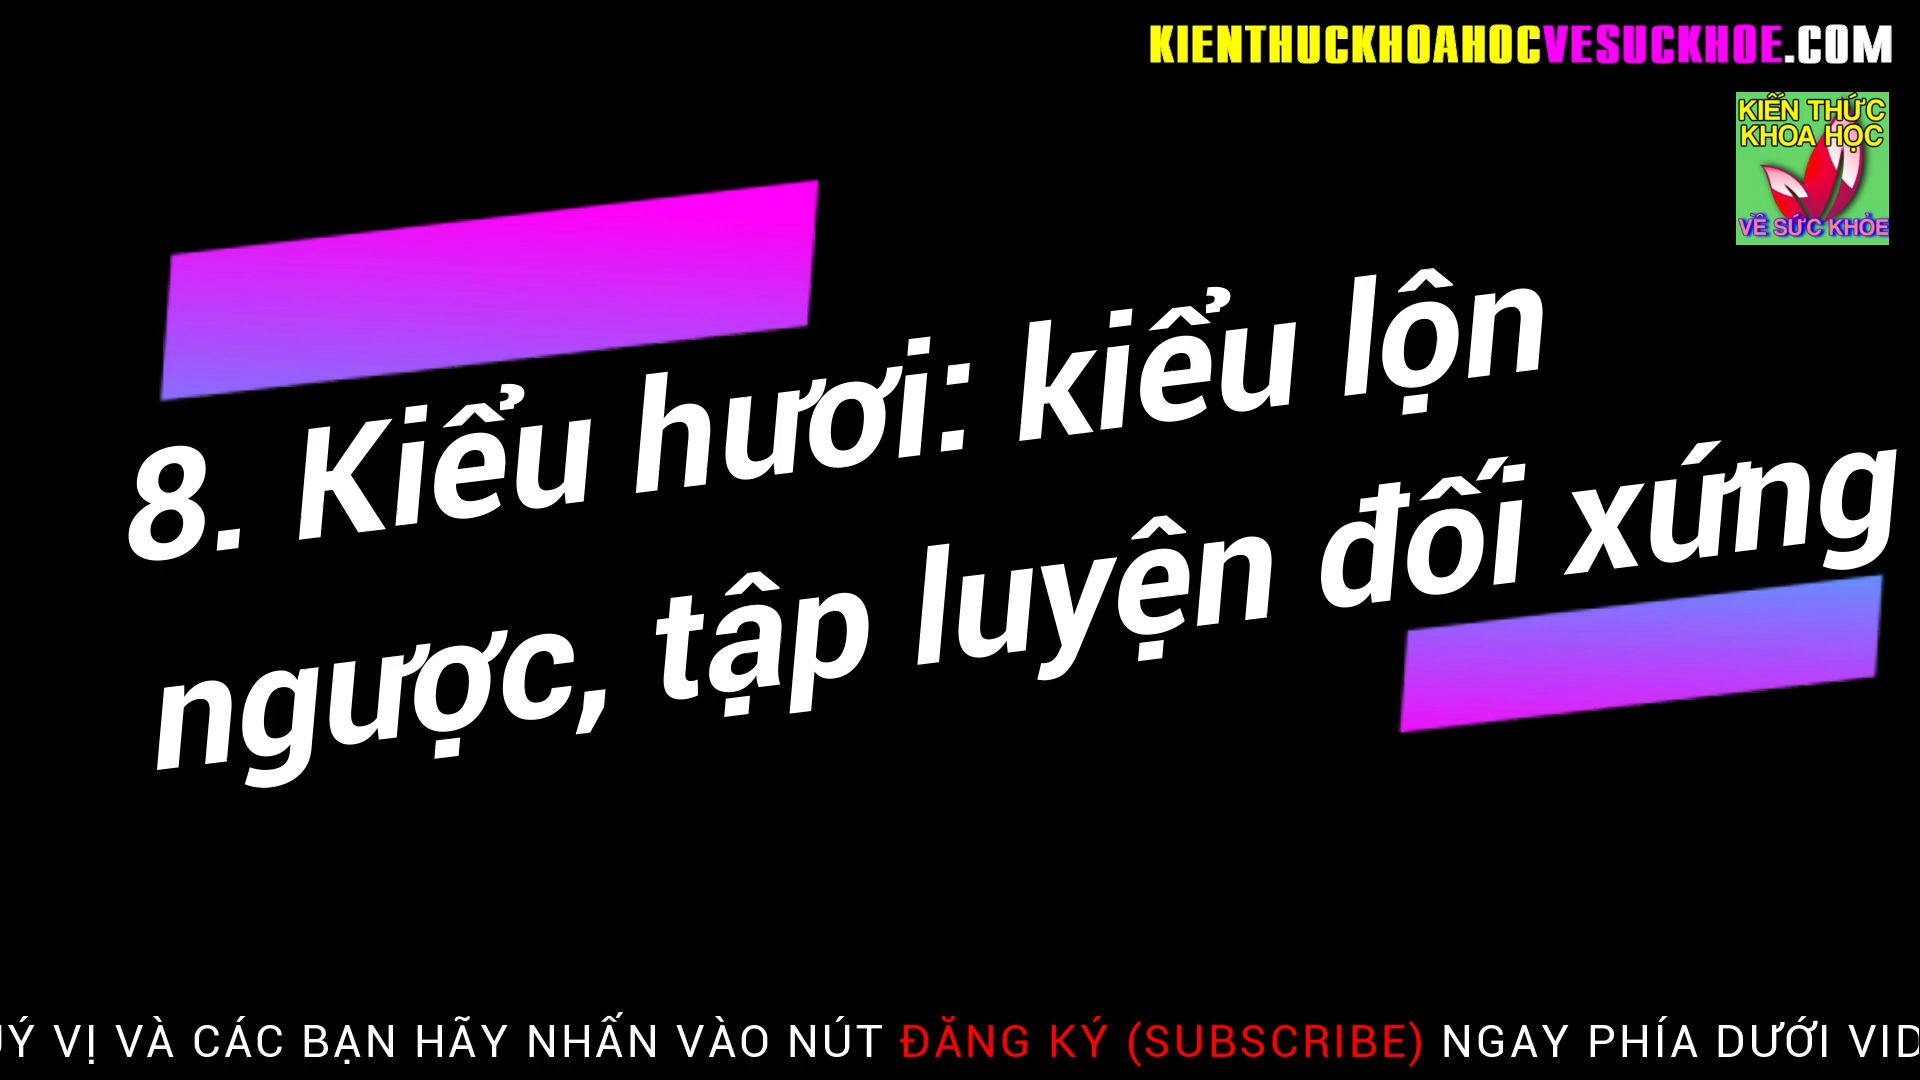 KIENTHUCKHOAHOCVESUCKHOE.COM
KIẾN THỨC
KHOA HỌC
VỀ SỨC KHỎE
8. Kiểu hươi: kiểu lộn
ngược, tập luyện đối xứng
VỊ VÀ CÁC BẠN HÃY NHẤN VÀO NÚT ĐĂNG KÝ (SUBSCRIBE) NGAY PHÍA DƯỚI